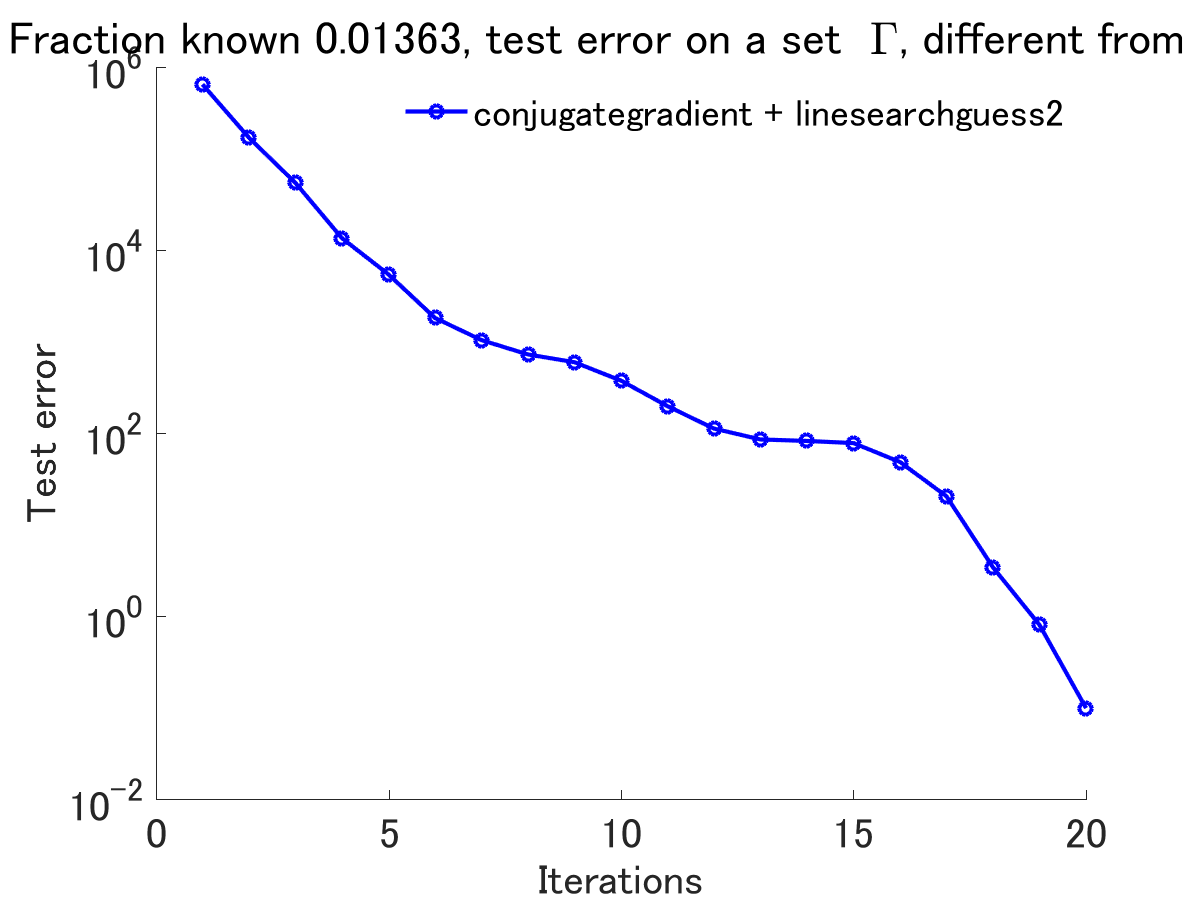 Fraction known 0.01363, test error on a set Γ, different from
10^6
conjugategradient + linesearchguess2
10^4
10^2
10^0
10^-2
Test error
0 5 10 15 20
Iterations